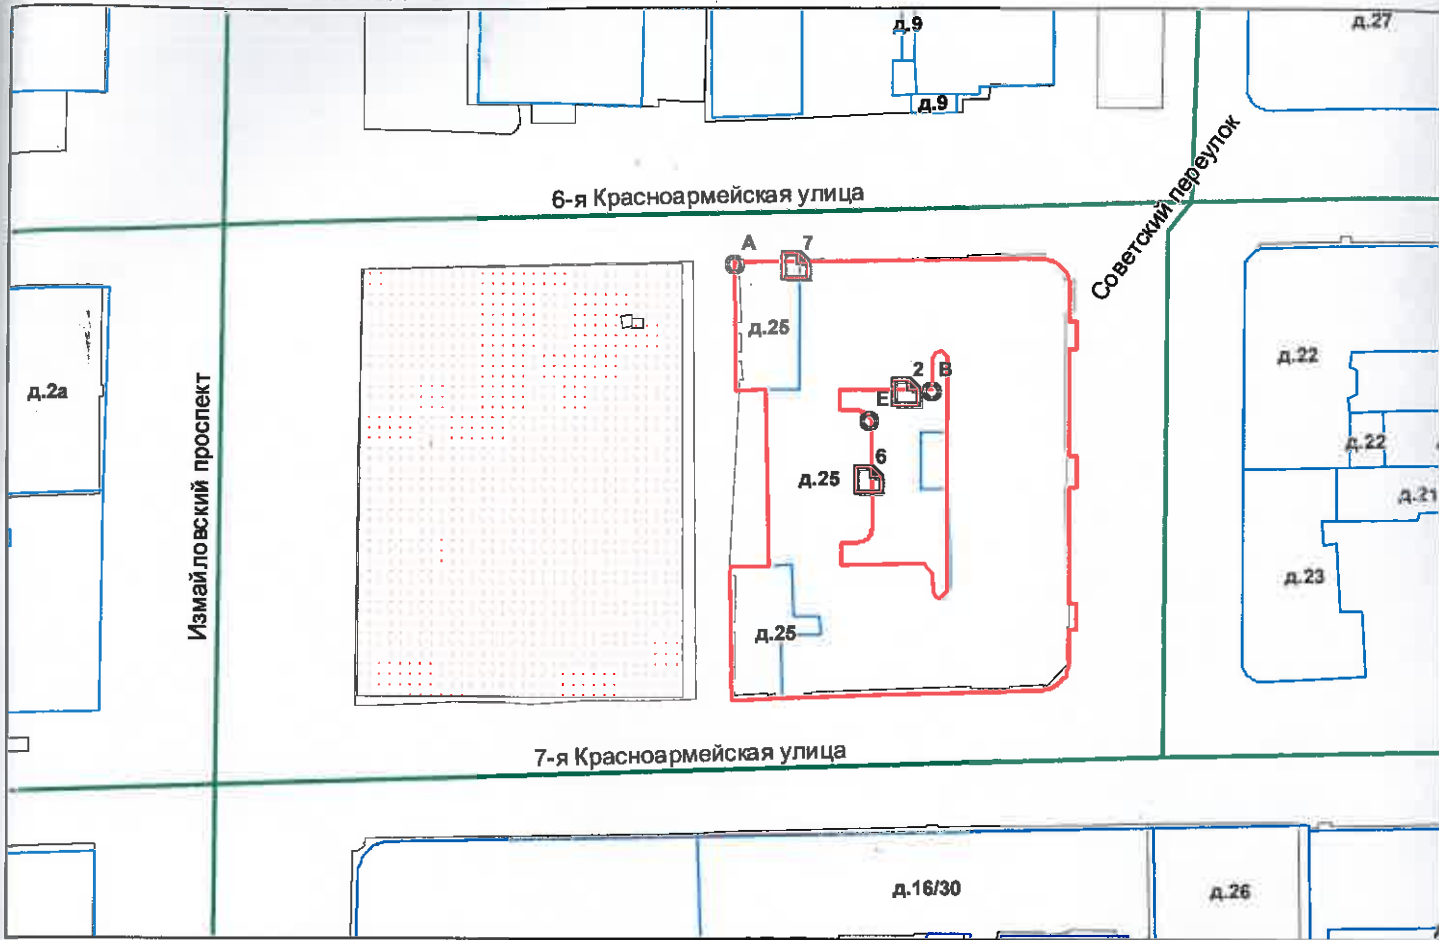 д.9
д.27
д.9
Советский переулок
6-я Красноармейская улица
А
7
д.25
д.22
2
В
Е
д.2а
Измайловский проспект
д.22
6
д.25
д.21
д.23
д.25
7-я Красноармейская улица
д.16/30
д.26